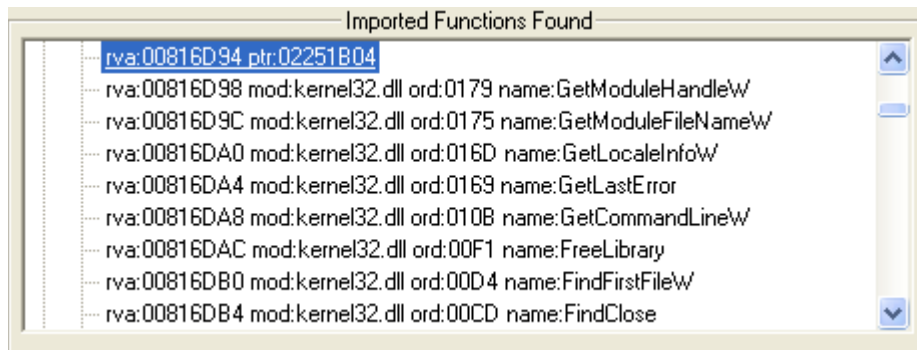 Imported Functions Found
rva:00816D94 ptr:02251B04
rva:00816D98 mod:kernel32.dll ord:0179 name:GetModuleHandleW
rva:00816D9C mod:kernel32.dll ord:0175 name:GetModuleFileNameW
rva:00816DA0 mod:kernel32.dll ord:016D name:GetLocaleInfoW
rva:00816DA4 mod:kernel32.dll ord:0169 name:GetLastError
rva:00816DA8 mod:kernel32.dll ord:010B name:GetCommandLineW
rva:00816DAC mod:kernel32.dll ord:00F1 name:FreeLibrary
rva:00816DB0 mod:kernel32.dll ord:00D4 name:FindFirstFileW
rva:00816DB4 mod:kernel32.dll ord:00CD name:FindClose